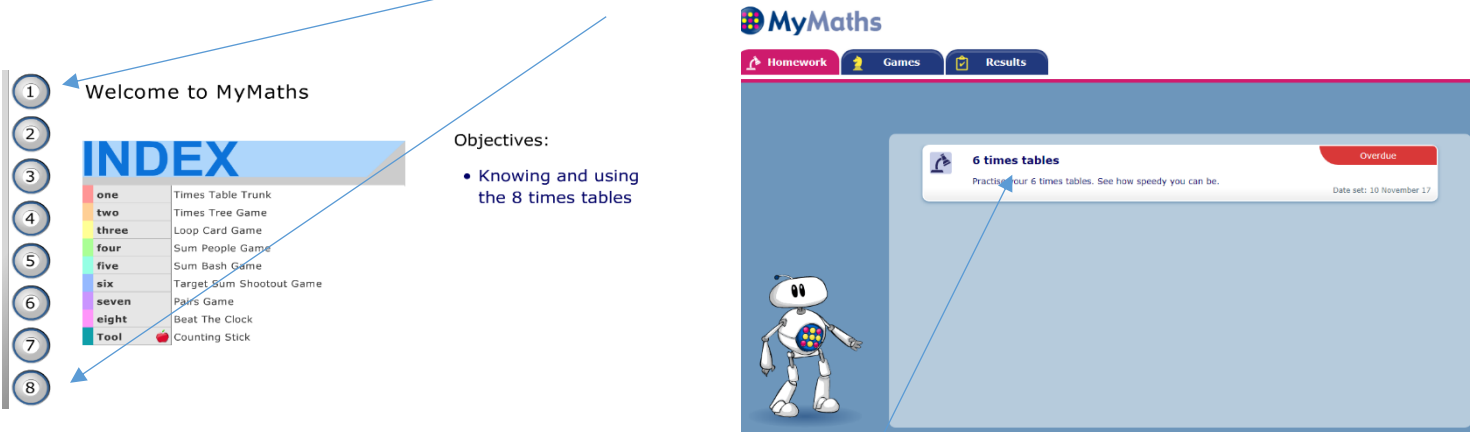 1
2
3
4
5
6
7
8
Welcome to MyMaths
INDEX
one Times Table Trunk
two Times Tree Game
three Loop Card Game
four Sum People Game
five Sum Bash Game
six Target Sum Shootout Game
seven Pairs Game
eight Beat The Clock
Tool Counting Stick
Objectives:
• Knowing and using
the 8 times tables
MyMaths
Homework Games Results
6 times tables
Overdue
Practise your 6 times tables. See how speedy you can be.
Date set: 10 November 17